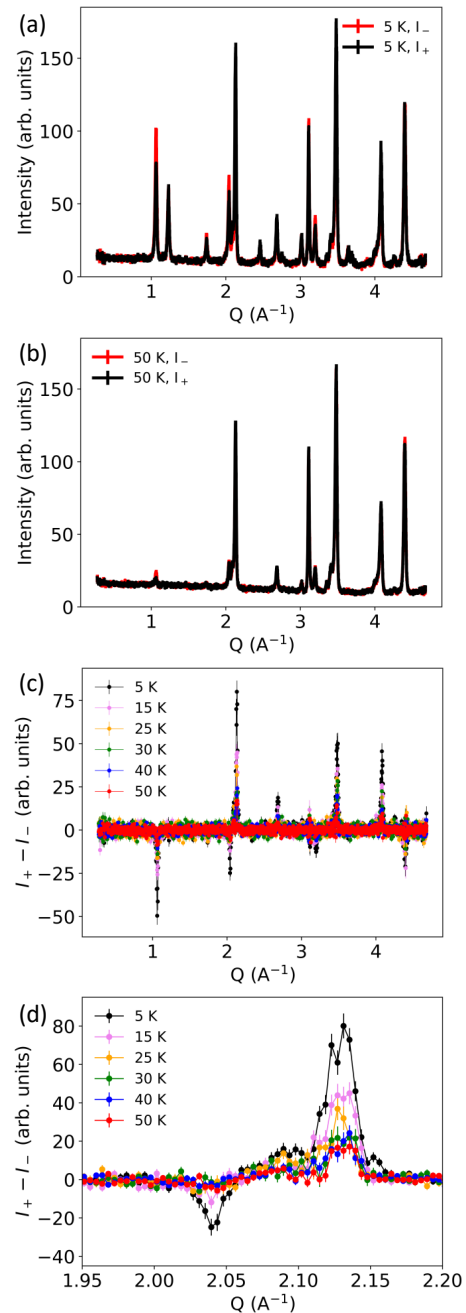 (a)
5 K, I₋
5 K, I₊
Intensity (arb. units)
150
100
50
0
1
2
3
4
Q (A⁻¹)
(b)
50 K, I₋
50 K, I₊
Intensity (arb. units)
150
100
50
0
1
2
3
4
Q (A⁻¹)
(c)
5 K
15 K
25 K
30 K
40 K
50 K
I₊ − I₋ (arb. units)
75
50
25
0
−25
−50
1
2
3
4
Q (A⁻¹)
(d)
5 K
15 K
25 K
30 K
40 K
50 K
I₊ − I₋ (arb. units)
80
60
40
20
0
−20
−40
1.95
2.00
2.05
2.10
2.15
2.20
Q (A⁻¹)